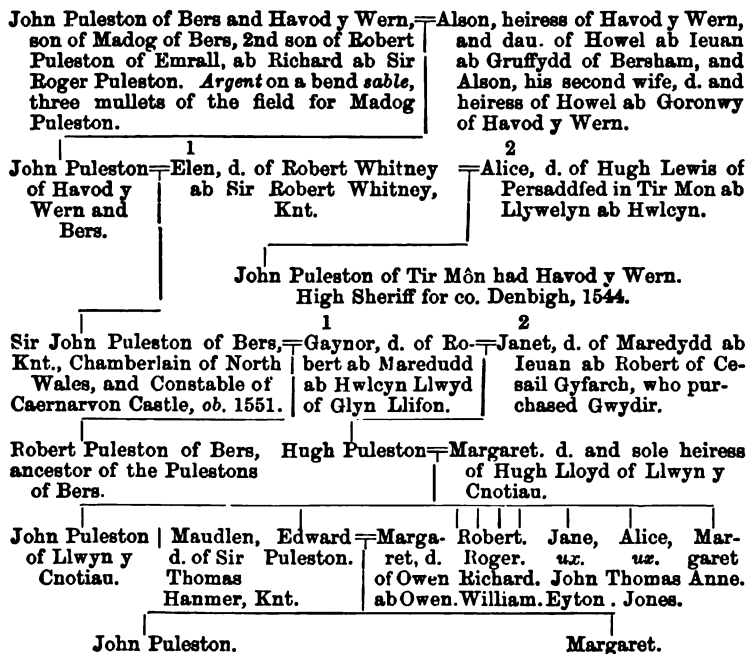 John Puleston of Bers and Havod y Wern,
son of Madog of Bers, 2nd son of Robert
Puleston of Emrall, ab Richard ab Sir
Roger Puleston. Argent on a bend sable,
three mullets of the field for Madog
Puleston.
Alson, heiress of Havod y Wern,
and dau. of Howel ab Ieuan
ab Gruffydd of Bersham, and
Alson, his second wife, d. and
heiress of Howel ab Goronwy
of Havod y Wern.
John Puleston
of Havod y
Wern and
Bers.
1
Elen, d. of Robert Whitney
ab Sir Robert Whitney,
Knt.
2
Alice, d. of Hugh Lewis of
Persaddfed in Tir Mon ab
Llywelyn ab Hwlcyn.
John Puleston of Tir Môn had Havod y Wern.
High Sheriff for co. Denbigh, 1544.
Sir John Puleston of Bers,
Knt., Chamberlain of North
Wales, and Constable of
Caernarvon Castle, ob. 1551.
1
Gaynor, d. of Ro-
bert ab Maredudd
ab Hwlcyn Llwyd
of Glyn Llifon.
2
Janet, d. of Maredydd ab
Ieuan ab Robert of Ce-
sail Gyfarch, who pur-
chased Gwydir.
Robert Puleston of Bers,
ancestor of the Pulestons
of Bers.
Hugh Puleston
Margaret. d. and sole heiress
of Hugh Lloyd of Llwyn y
Cnotiau.
John Puleston
of Llwyn y
Cnotiau.
Maudlen,
d. of Sir
Thomas
Hanmer, Knt.
Edward
Puleston.
Marga-
ret, d.
of Owen
ab Owen.
Robert.
Roger.
Richard.
William.
Jane,
ux.
John
Eyton.
Alice,
ux.
Thomas
Jones.
Mar-
garet
Anne.
John Puleston.
Margaret.